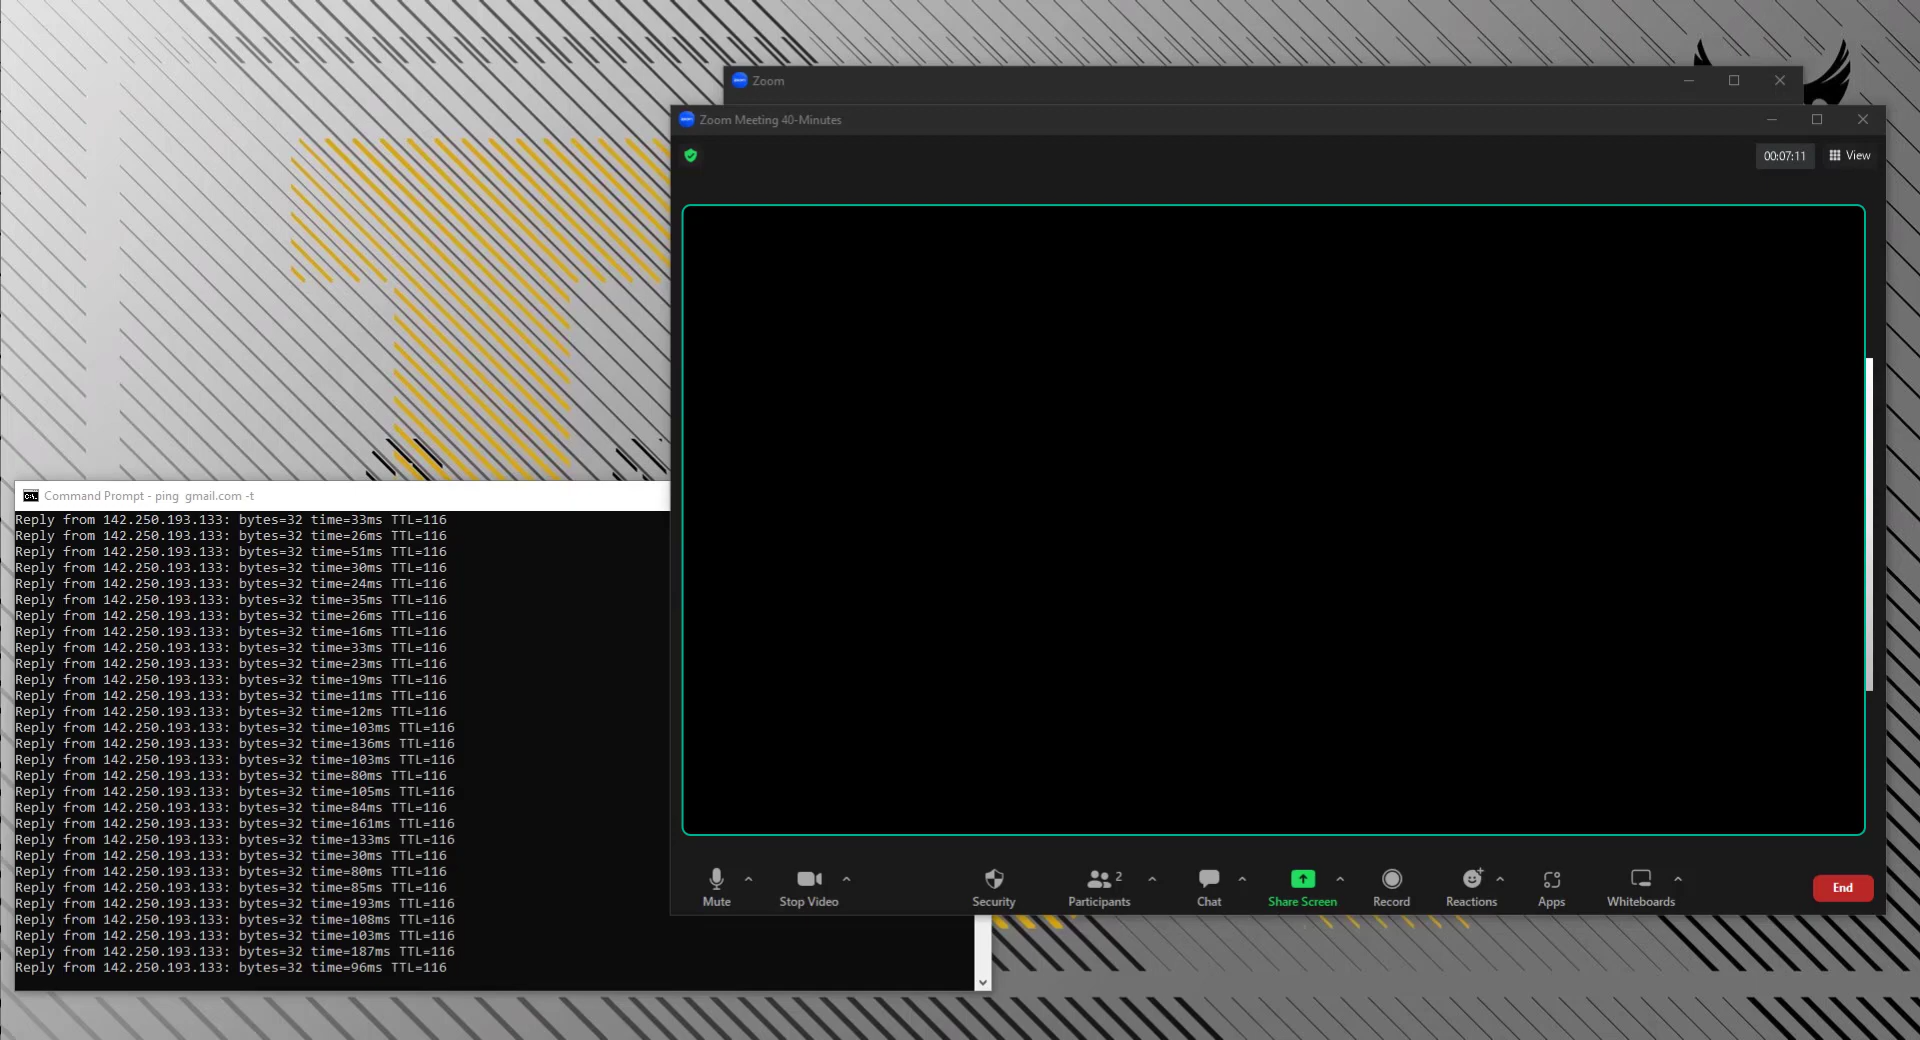 Zoom
Zoom Meeting 40-Minutes
00:07:11 View
Command Prompt - ping  gmail.com -t
Reply from 142.250.193.133: bytes=32 time=33ms TTL=116
Reply from 142.250.193.133: bytes=32 time=26ms TTL=116
Reply from 142.250.193.133: bytes=32 time=51ms TTL=116
Reply from 142.250.193.133: bytes=32 time=30ms TTL=116
Reply from 142.250.193.133: bytes=32 time=24ms TTL=116
Reply from 142.250.193.133: bytes=32 time=35ms TTL=116
Reply from 142.250.193.133: bytes=32 time=26ms TTL=116
Reply from 142.250.193.133: bytes=32 time=16ms TTL=116
Reply from 142.250.193.133: bytes=32 time=33ms TTL=116
Reply from 142.250.193.133: bytes=32 time=23ms TTL=116
Reply from 142.250.193.133: bytes=32 time=19ms TTL=116
Reply from 142.250.193.133: bytes=32 time=11ms TTL=116
Reply from 142.250.193.133: bytes=32 time=12ms TTL=116
Reply from 142.250.193.133: bytes=32 time=103ms TTL=116
Reply from 142.250.193.133: bytes=32 time=136ms TTL=116
Reply from 142.250.193.133: bytes=32 time=103ms TTL=116
Reply from 142.250.193.133: bytes=32 time=80ms TTL=116
Reply from 142.250.193.133: bytes=32 time=105ms TTL=116
Reply from 142.250.193.133: bytes=32 time=84ms TTL=116
Reply from 142.250.193.133: bytes=32 time=161ms TTL=116
Reply from 142.250.193.133: bytes=32 time=133ms TTL=116
Reply from 142.250.193.133: bytes=32 time=30ms TTL=116
Reply from 142.250.193.133: bytes=32 time=80ms TTL=116
Reply from 142.250.193.133: bytes=32 time=85ms TTL=116
Reply from 142.250.193.133: bytes=32 time=193ms TTL=116
Reply from 142.250.193.133: bytes=32 time=108ms TTL=116
Reply from 142.250.193.133: bytes=32 time=103ms TTL=116
Reply from 142.250.193.133: bytes=32 time=187ms TTL=116
Reply from 142.250.193.133: bytes=32 time=96ms TTL=116
2
Mute Stop Video Security Participants Chat Share Screen Record Reactions Apps Whiteboards End